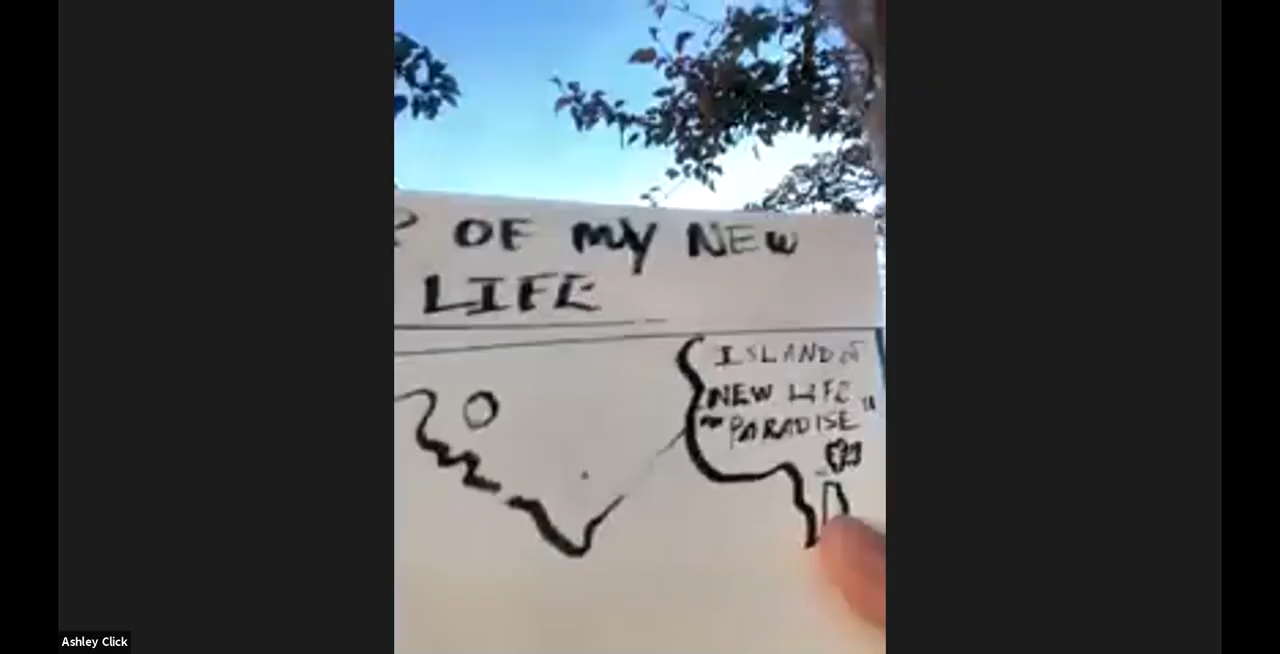 OF MY NEW
LIFE
ISLAND OF
NEW LIFE
"PARADISE"
Ashley Click